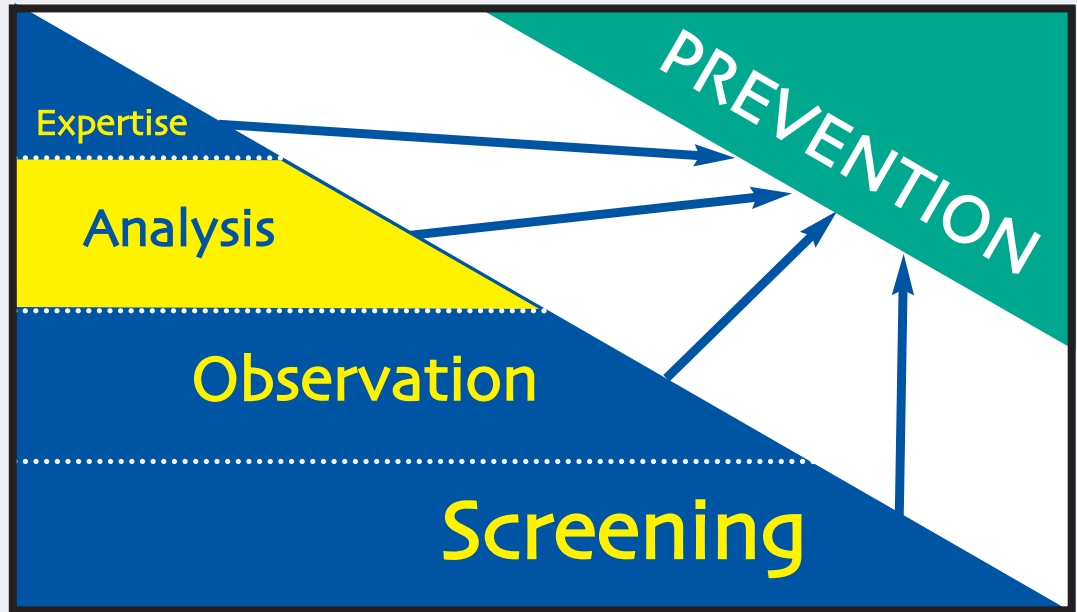 PREVENTION
Expertise
Analysis
Observation
Screening